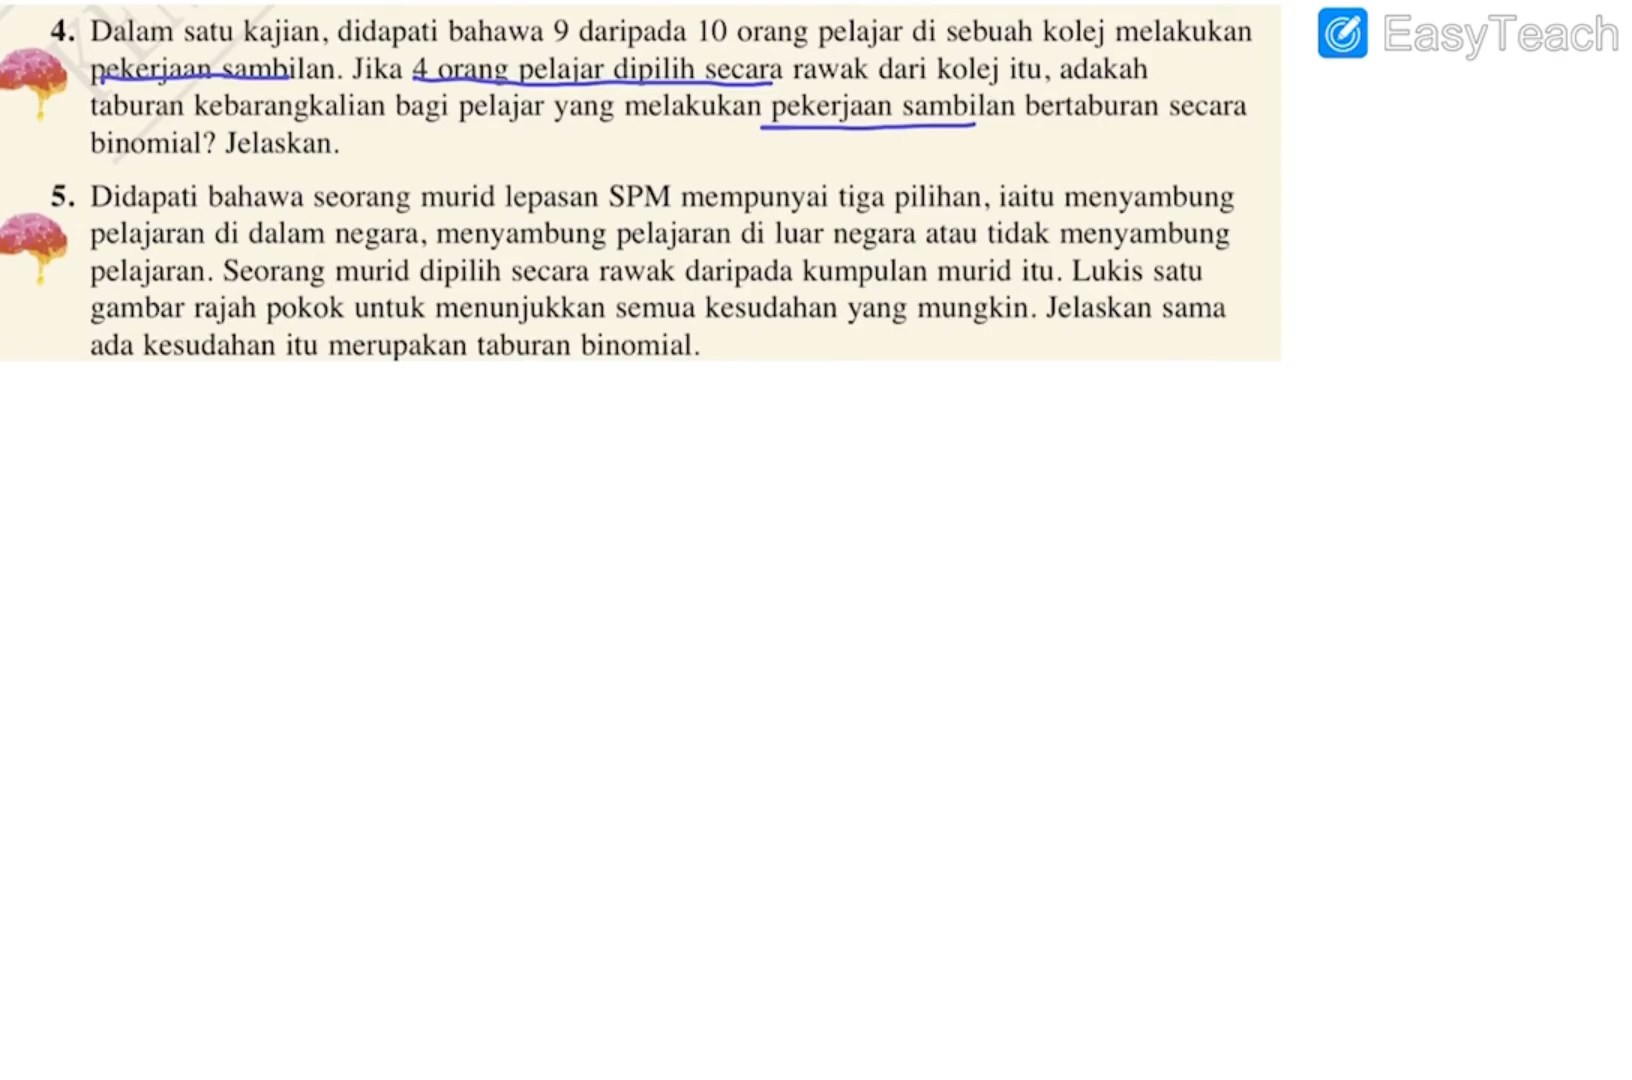 4. Dalam satu kajian, didapati bahawa 9 daripada 10 orang pelajar di sebuah kolej melakukan
pekerjaan sambilan. Jika 4 orang pelajar dipilih secara rawak dari kolej itu, adakah
taburan kebarangkalian bagi pelajar yang melakukan pekerjaan sambilan bertaburan secara
binomial? Jelaskan.
5. Didapati bahawa seorang murid lepasan SPM mempunyai tiga pilihan, iaitu menyambung
pelajaran di dalam negara, menyambung pelajaran di luar negara atau tidak menyambung
pelajaran. Seorang murid dipilih secara rawak daripada kumpulan murid itu. Lukis satu
gambar rajah pokok untuk menunjukkan semua kesudahan yang mungkin. Jelaskan sama
ada kesudahan itu merupakan taburan binomial.
EasyTeach